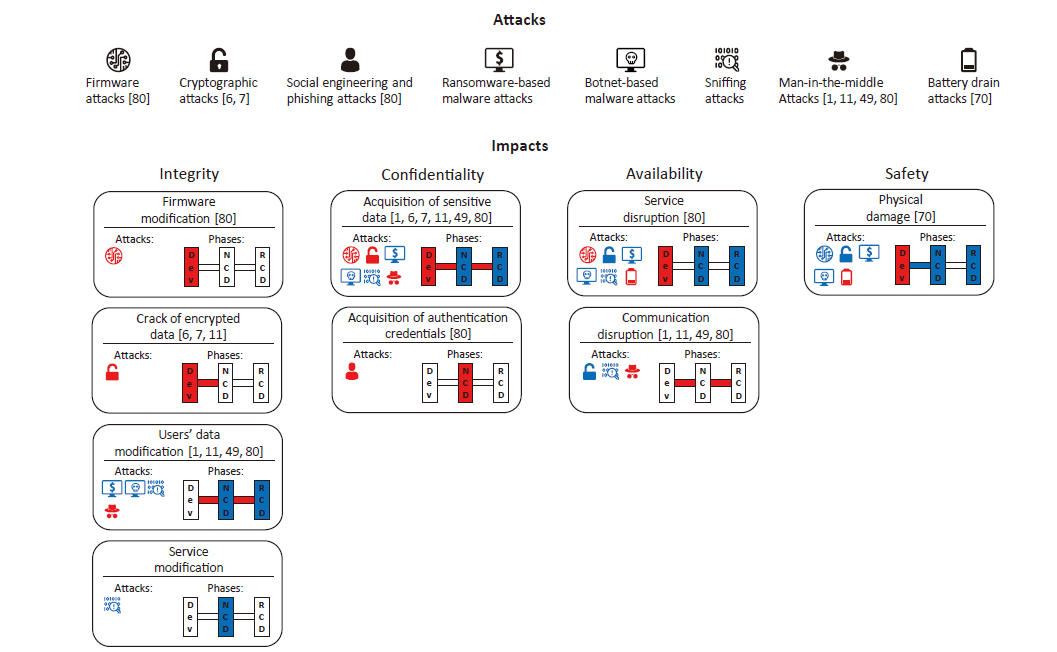 Attacks
Firmware
attacks [80]
Cryptographic
attacks [6, 7]
Social engineering and
phishing attacks [80]
Ransomware-based
malware attacks
Botnet-based
malware attacks
Sniffing
attacks
Man-in-the-middle
Attacks [1, 11, 49, 80]
Battery drain
attacks [70]
Impacts
Integrity
Confidentiality
Availability
Safety
Firmware
modification [80]
Attacks:
Phases:
Dev
NCD
RCD
Acquisition of sensitive
data [1, 6, 7, 11, 49, 80]
Attacks:
Phases:
Dev
NCD
RCD
Service
disruption [80]
Attacks:
Phases:
Dev
NCD
RCD
Physical
damage [70]
Attacks:
Phases:
Dev
NCD
RCD
Crack of encrypted
data [6, 7, 11]
Attacks:
Phases:
Dev
NCD
RCD
Acquisition of authentication
credentials [80]
Attacks:
Phases:
Dev
NCD
RCD
Communication
disruption [1, 11, 49, 80]
Attacks:
Phases:
Dev
NCD
RCD
Users’ data
modification [1, 11, 49, 80]
Attacks:
Phases:
Dev
NCD
RCD
Service
modification
Attacks:
Phases:
Dev
NCD
RCD